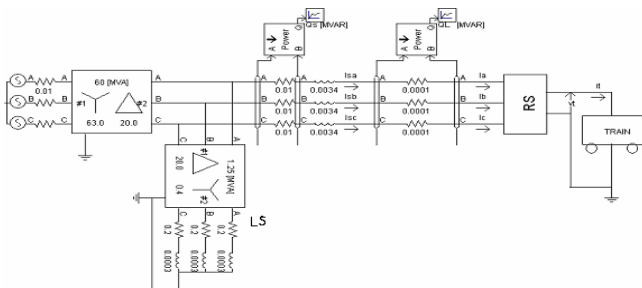 Qs [MVAR]
QL [MVAR]
Power
Q
A
B
Power
Q
A
B
60 [MVA]
#1
#2
63.0
20.0
S
S
S
A
B
C
0.01
A
B
C
A
B
C
A
B
C
0.01
0.01
0.01
0.0034
0.0034
0.0034
Isa
Isb
Isc
A
B
C
0.0001
0.0001
0.0001
A
B
C
Ia
Ib
Ic
RS
vt
it
TRAIN
1.25 [MVA]
#1
#2
20.0
0.4
C
B
A
C
B
A
LS
0.2
0.2
0.2
0.0003
0.0003
0.0003